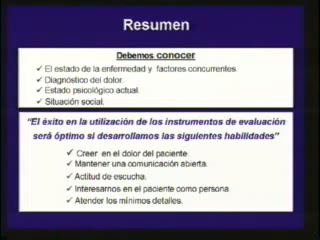 Resumen
Debemos conocer
✓ El estado de la enfermedad y factores concurrentes.
✓ Diagnóstico del dolor.
✓ Estado psicológico actual.
✓ Situación social.
"El éxito en la utilización de los instrumentos de evaluación
será óptimo si desarrollamos las siguientes habilidades"
✓ Creer en el dolor del paciente.
✓ Mantener una comunicación abierta.
✓ Actitud de escucha.
✓ Interesarnos en el paciente como persona
✓ Atender los mínimos detalles.